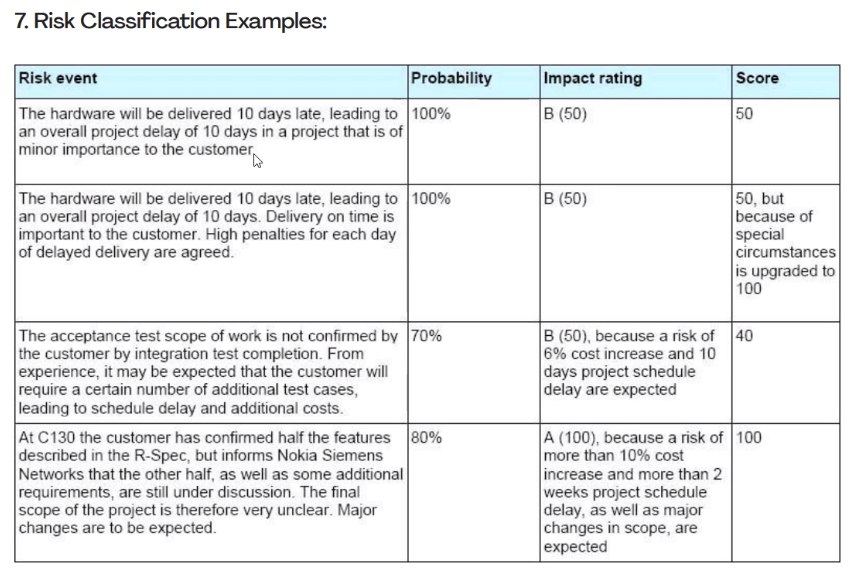 7. Risk Classification Examples:
Risk event
Probability
Impact rating
Score
The hardware will be delivered 10 days late, leading to
an overall project delay of 10 days in a project that is of
minor importance to the customer.
100%
B (50)
50
The hardware will be delivered 10 days late, leading to
an overall project delay of 10 days. Delivery on time is
important to the customer. High penalties for each day
of delayed delivery are agreed.
100%
B (50)
50, but
because of
special
circumstances
is upgraded to
100
The acceptance test scope of work is not confirmed by
the customer by integration test completion. From
experience, it may be expected that the customer will
require a certain number of additional test cases,
leading to schedule delay and additional costs.
70%
B (50), because a risk of
6% cost increase and 10
days project schedule
delay are expected
40
At C130 the customer has confirmed half the features
described in the R-Spec, but informs Nokia Siemens
Networks that the other half, as well as some additional
requirements, are still under discussion. The final
scope of the project is therefore very unclear. Major
changes are to be expected.
80%
A (100), because a risk of
more than 10% cost
increase and more than 2
weeks project schedule
delay, as well as major
changes in scope, are
expected
100